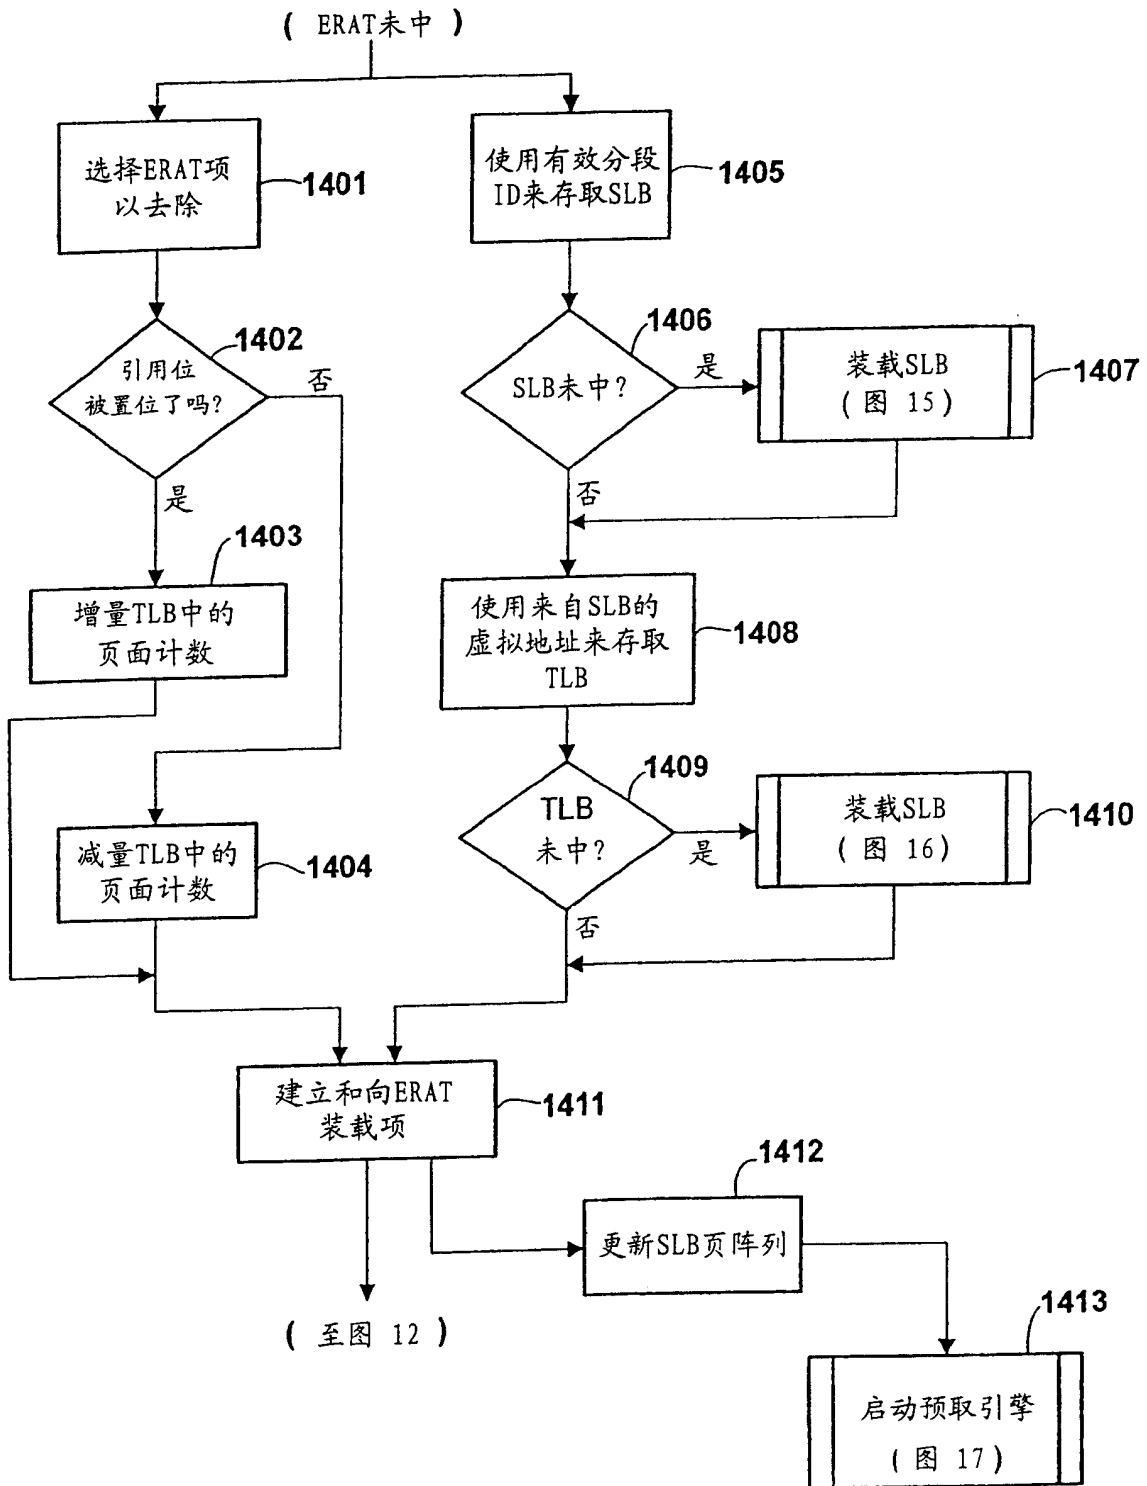 ( ERAT未中 )
选择ERAT项
以去除
1401
使用有效分段
ID来存取SLB
1405
引用位
被置位了吗?
1402
否
是
SLB未中?
1406
是
否
装载SLB
( 图 15 )
1407
1403
增量TLB中的
页面计数
使用来自SLB的
虚拟地址来存取
TLB
1408
减量TLB中的
页面计数
1404
TLB
未中?
1409
是
否
装载SLB
( 图 16 )
1410
建立和向ERAT
装载项
1411
1412
更新SLB页阵列
( 至图 12 )
1413
启动预取引擎
( 图 17 )